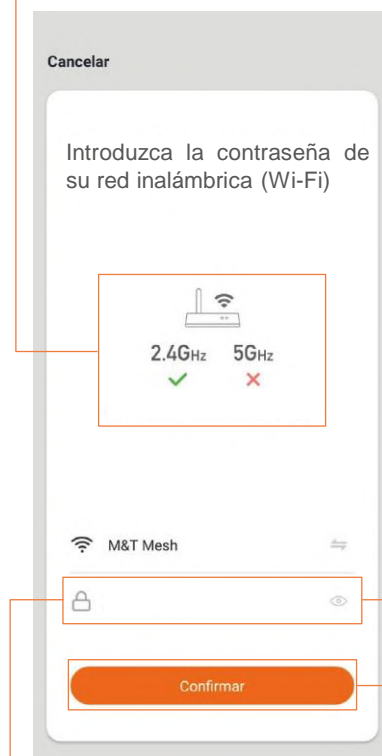 Cancelar
Introduzca la contraseña de
su red inalámbrica (Wi-Fi)
2.4GHz 5GHz
M&T Mesh
Confirmar